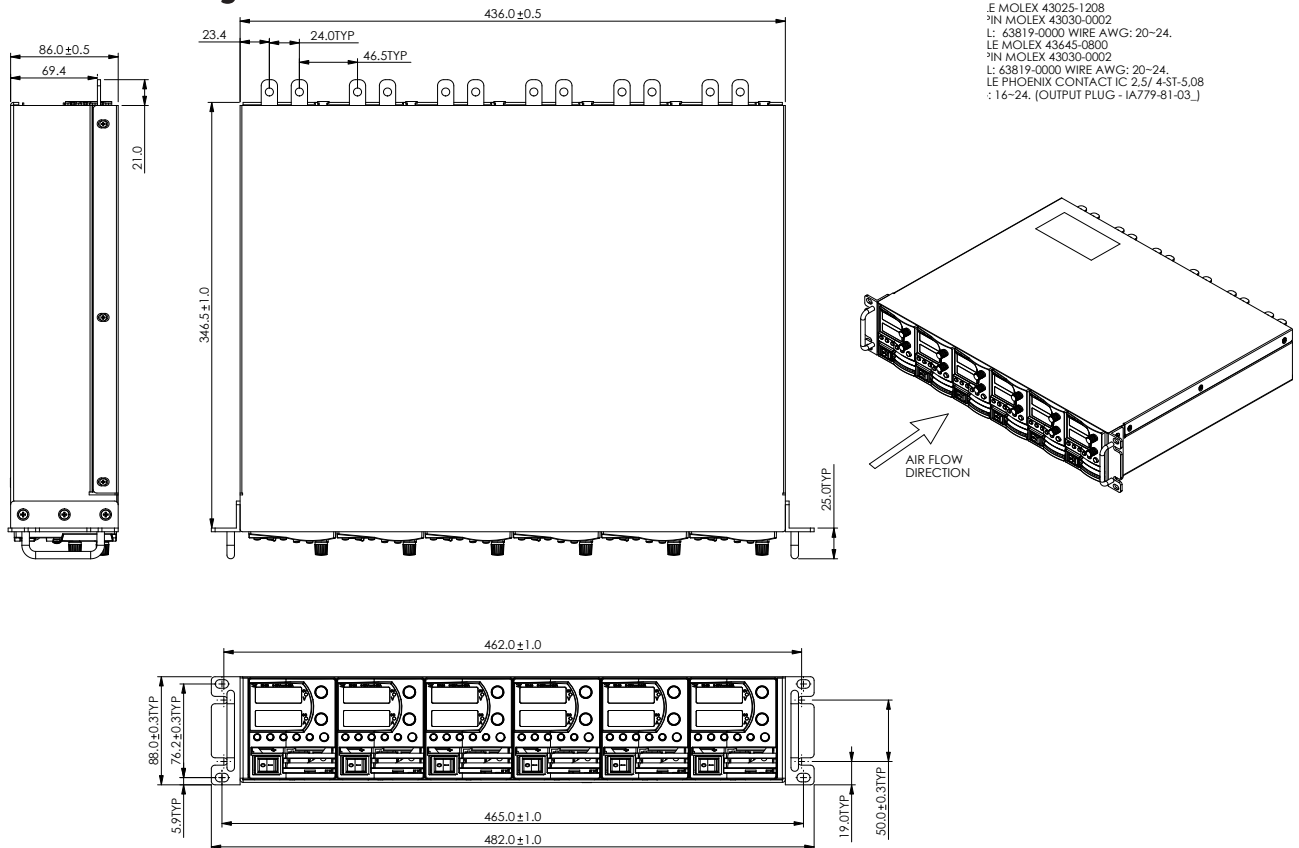 436.0±0.5
23.4
24.0TYP
46.5TYP
86.0±0.5
69.4
21.0
346.5±1.0
25.0TYP
LE MOLEX 43025-1208
PIN MOLEX 43030-0002
L: 63819-0000 WIRE AWG: 20~24.
LE MOLEX 43645-0800
PIN MOLEX 43030-0002
L: 63819-0000 WIRE AWG: 20~24.
LE PHOENIX CONTACT IC 2,5/ 4-ST-5,08
: 16~24. (OUTPUT PLUG - IA779-81-03_)
AIR FLOW
DIRECTION
462.0±1.0
88.0±0.3TYP
76.2±0.3TYP
5.9TYP
19.0TYP
50.0±0.3TYP
465.0±1.0
482.0±1.0